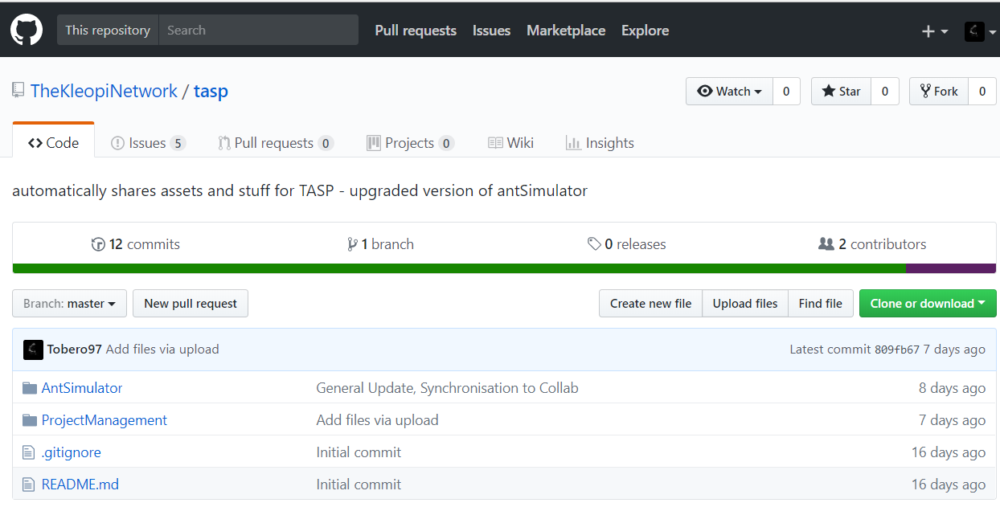 This repository Search Pull requests Issues Marketplace Explore
TheKleopiNetwork / tasp Watch 0 Star 0 Fork 0
Code Issues 5 Pull requests 0 Projects 0 Wiki Insights
automatically shares assets and stuff for TASP - upgraded version of antSimulator
12 commits 1 branch 0 releases 2 contributors
Branch: master New pull request Create new file Upload files Find file Clone or download
Tobero97 Add files via upload Latest commit 809fb67 7 days ago
AntSimulator General Update, Synchronisation to Collab 8 days ago
ProjectManagement Add files via upload 7 days ago
.gitignore Initial commit 16 days ago
README.md Initial commit 16 days ago